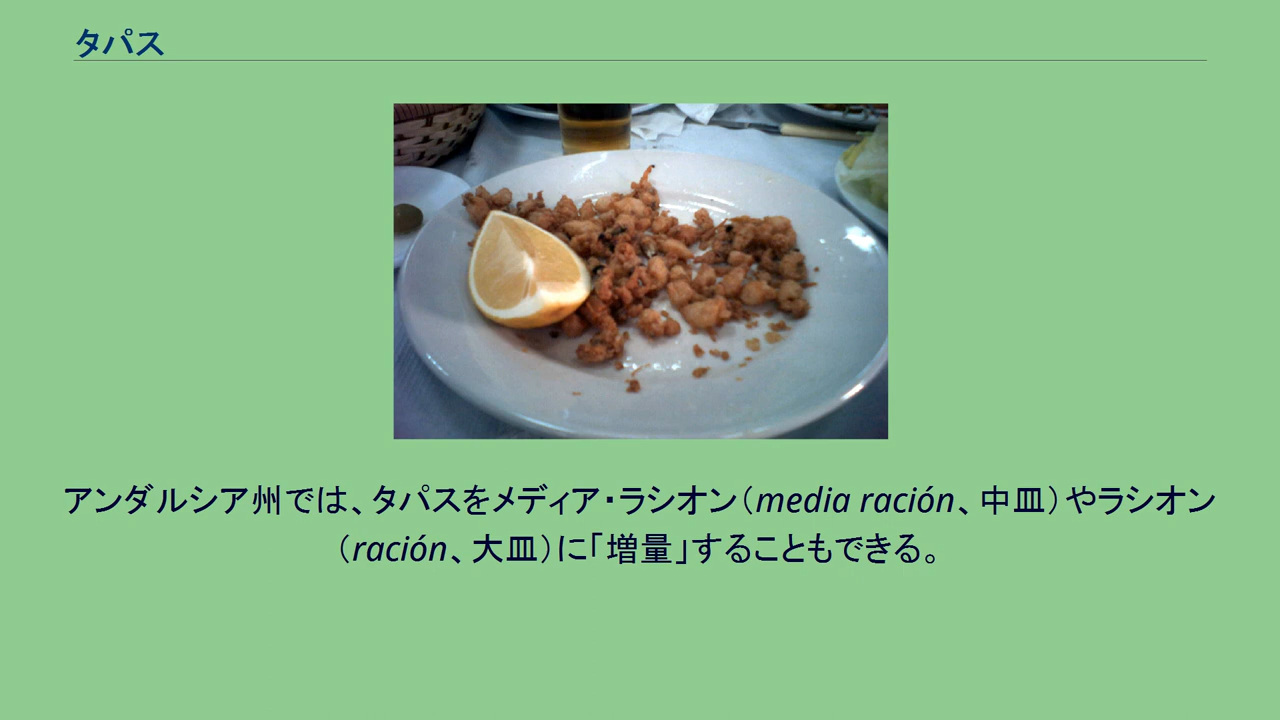 タパス
アンダルシア州では、タパスをメディア・ラシオン（media ración、中皿）やラシオン
（ración、大皿）に「増量」することもできる。